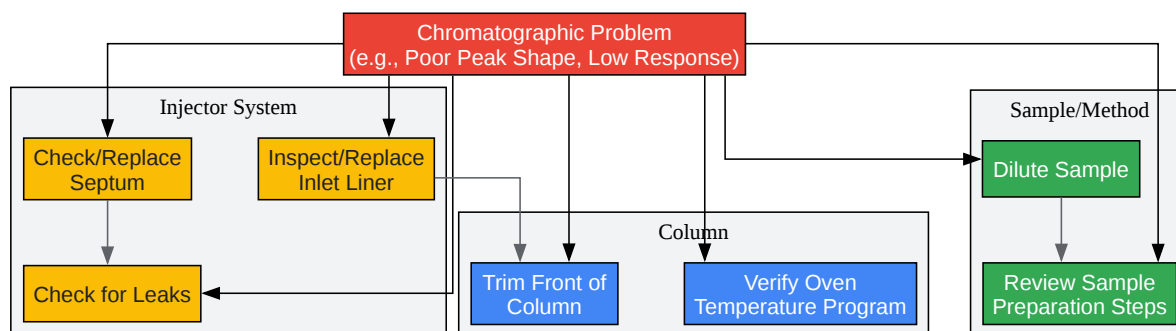 Chromatographic Problem
(e.g., Poor Peak Shape, Low Response)
Injector System
Check/Replace
Septum
Inspect/Replace
Inlet Liner
Check for Leaks
Column
Trim Front of
Column
Verify Oven
Temperature Program
Sample/Method
Dilute Sample
Review Sample
Preparation Steps